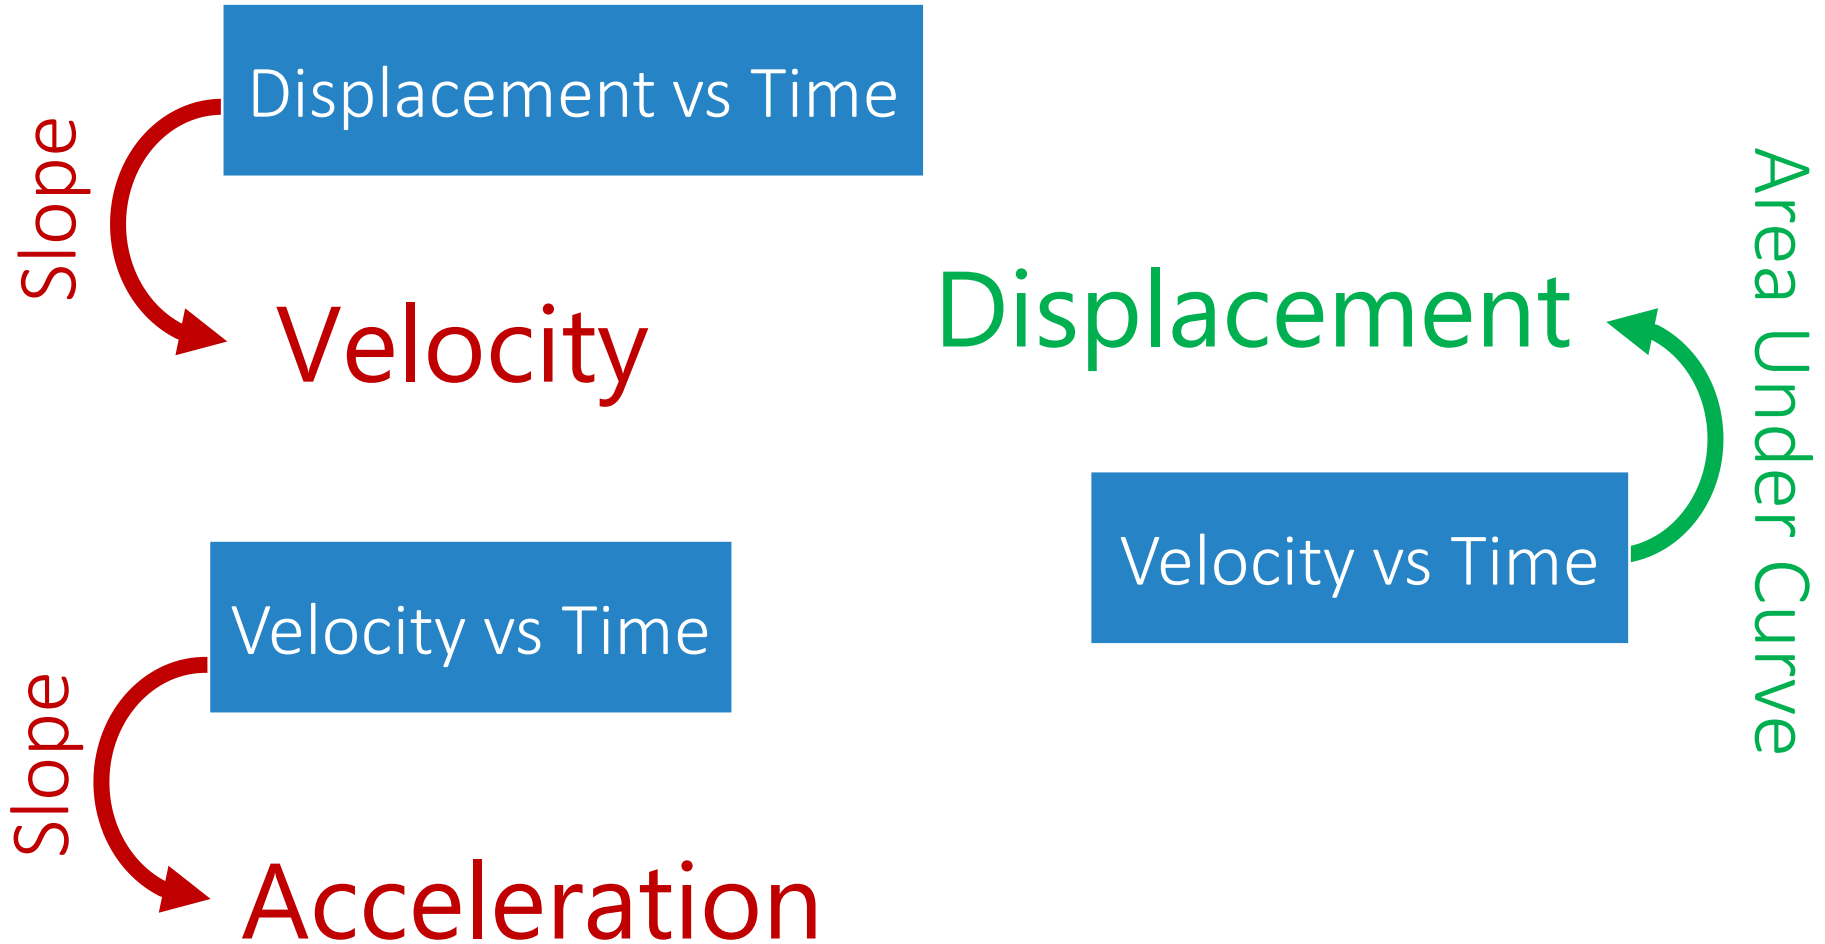 Displacement vs Time
Slope
Velocity
Velocity vs Time
Slope
Acceleration
Displacement
Area Under Curve
Velocity vs Time